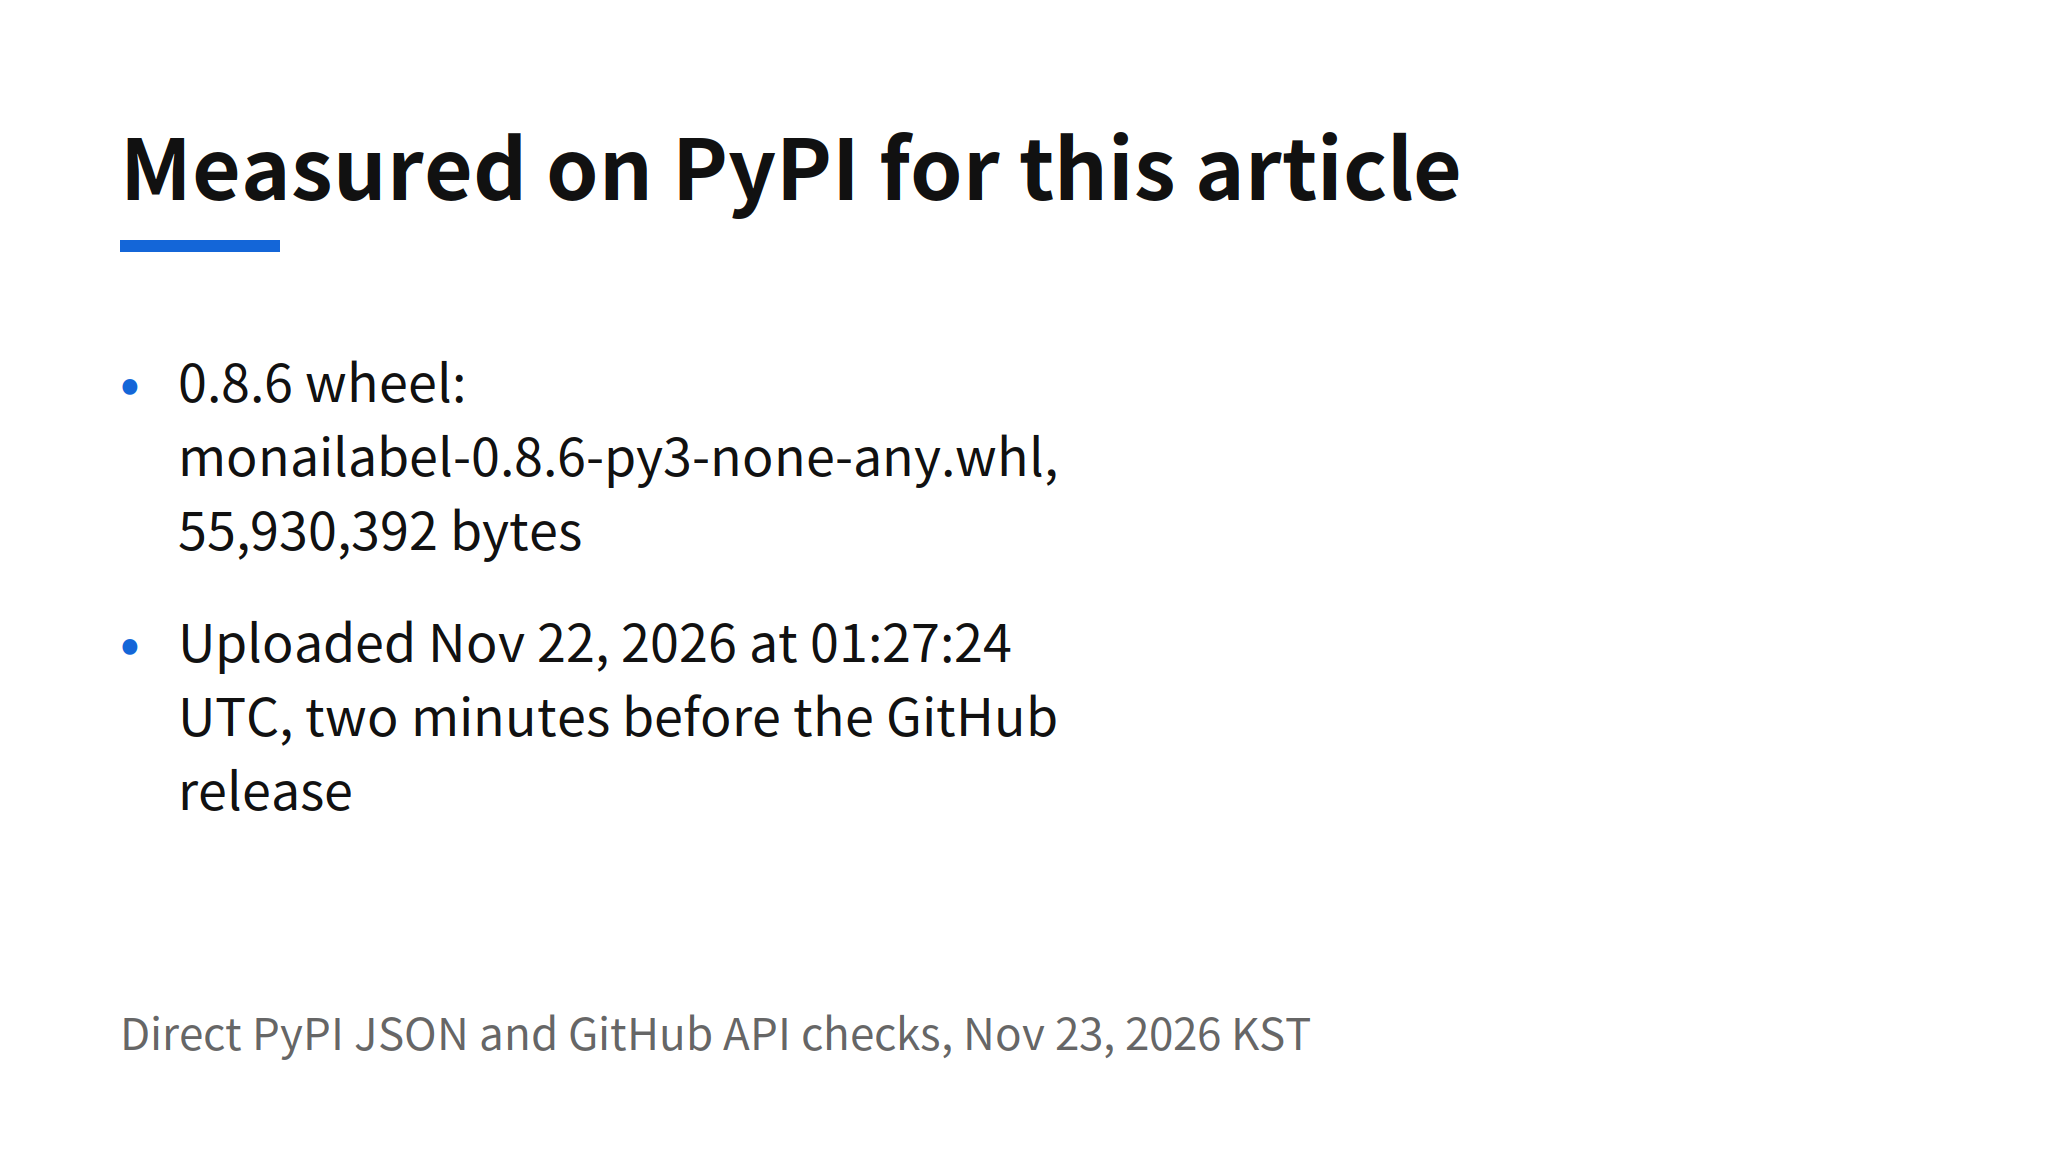 Measured on PyPI for this article
• 0.8.6 wheel:
monailabel-0.8.6-py3-none-any.whl,
55,930,392 bytes
• Uploaded Nov 22, 2026 at 01:27:24
UTC, two minutes before the GitHub
release
Direct PyPI JSON and GitHub API checks, Nov 23, 2026 KST